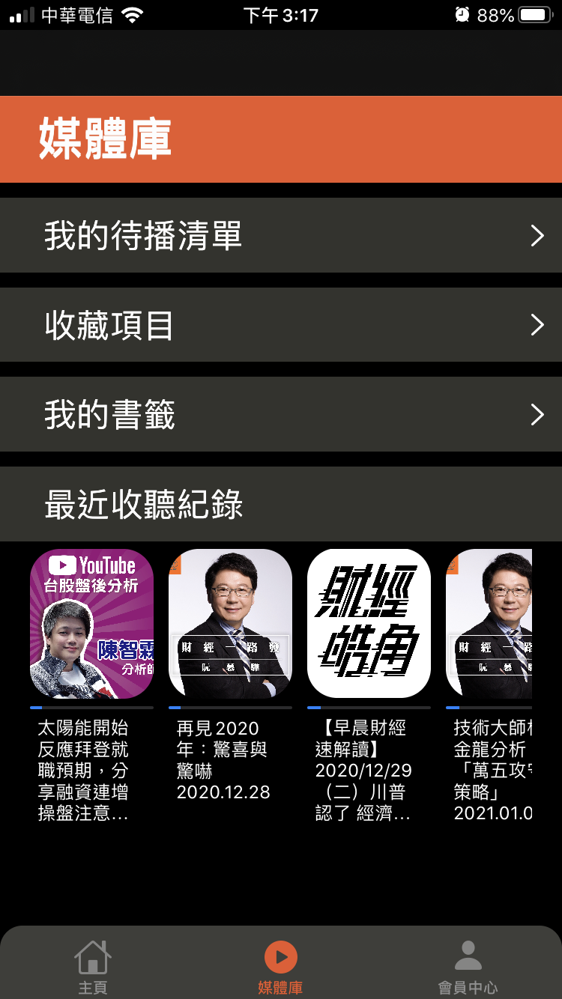 中華電信 下午3:17 88%
媒體庫
我的待播清單
收藏項目
我的書籤
最近收聽紀錄
YouTube
台股盤後分析
陳智霖
分析師
太陽能開始
反應拜登就
職預期，分
享融資連增
操盤注意...
財經一路發
阮慕驊
再見2020
年：驚喜與
驚嚇
2020.12.28
財經
皓角
【早晨財經
速解讀】
2020/12/29
（二）川普
認了 經濟...
財經一路
阮慕驊
技術大師
金龍分析
「萬五攻守
策略」
2021.01.0
主頁
媒體庫
會員中心